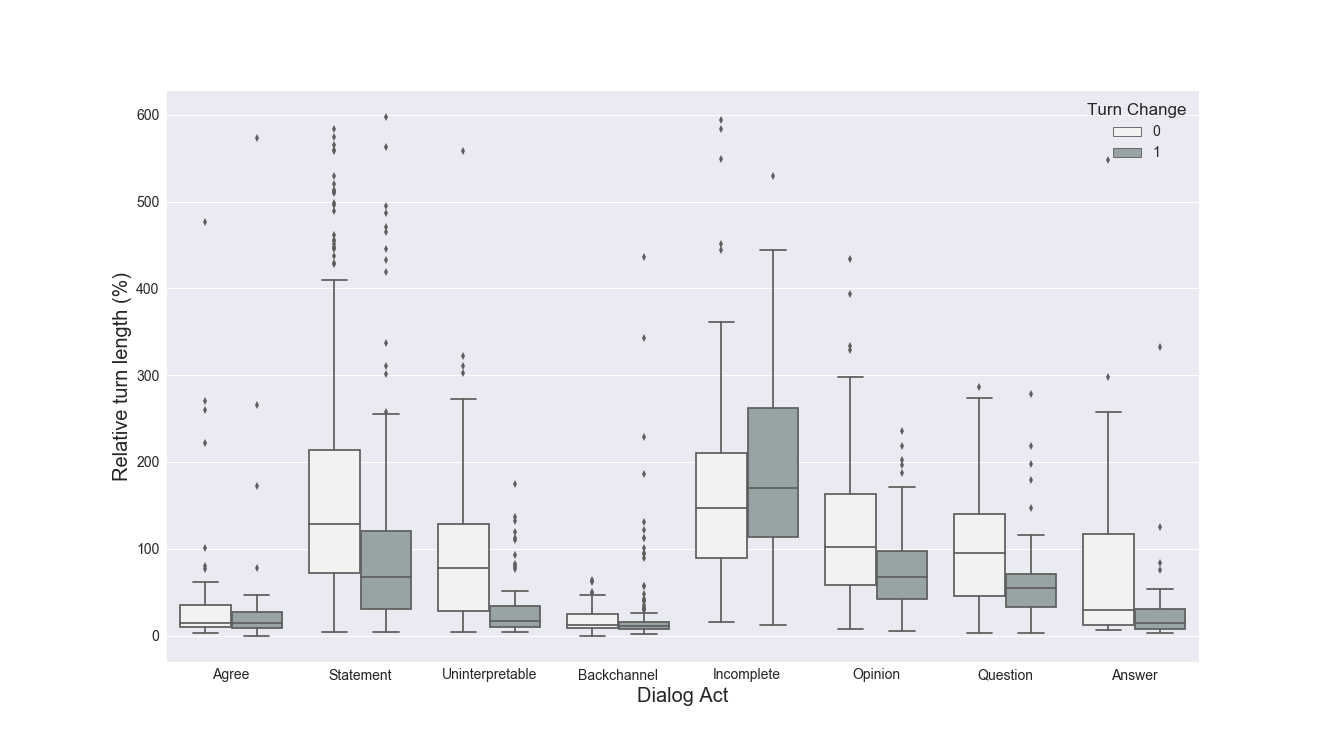 600
500
400
300
200
100
0
Relative turn length (%)
Turn Change
0
1
Agree Statement Uninterpretable Backchannel Incomplete Opinion Question Answer
Dialog Act